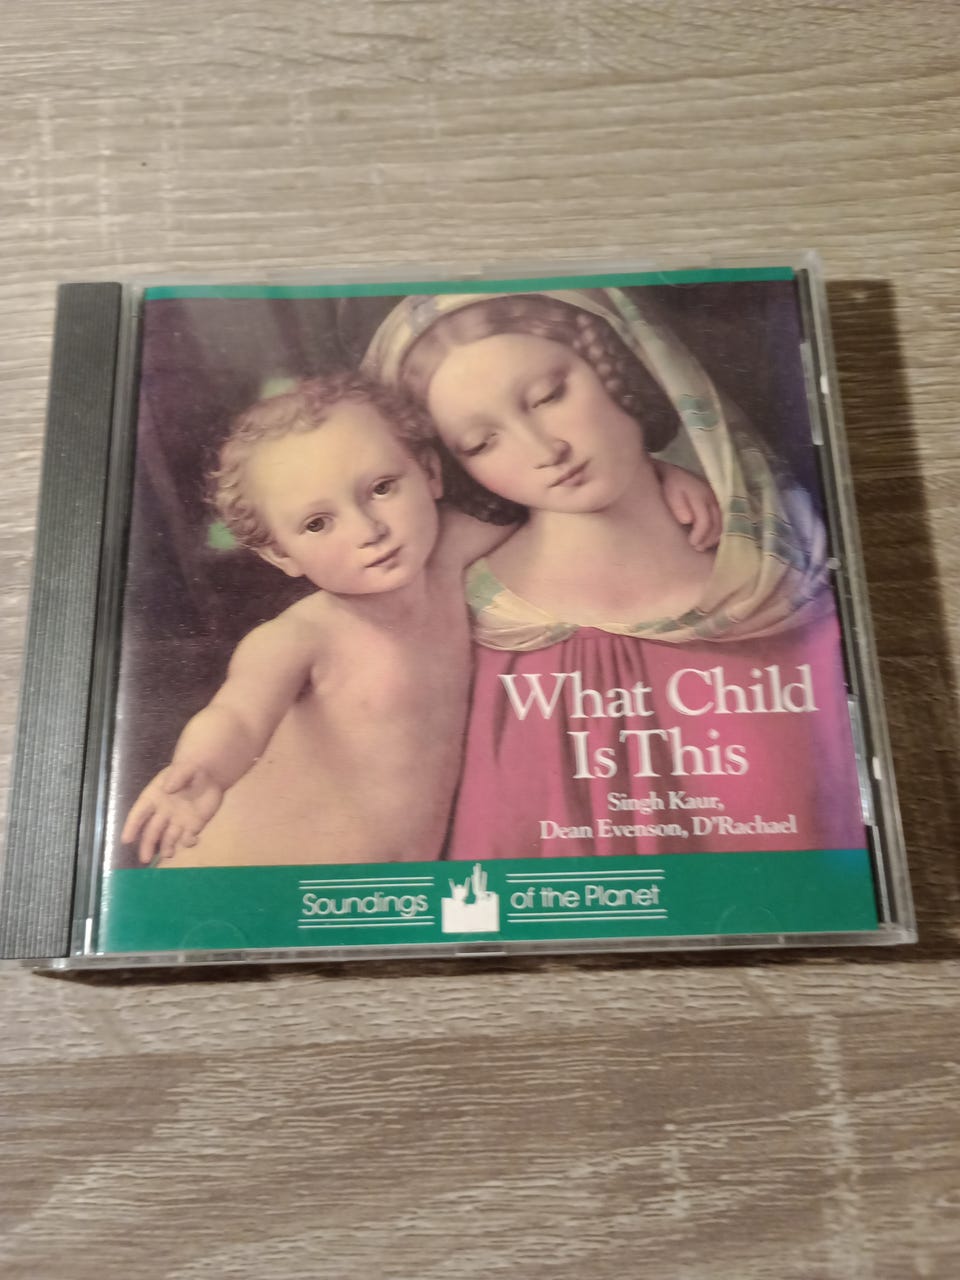 What Child
Is This
Singh Kaur,
Dean Evenson, D'Rachael
Soundings of the Planet